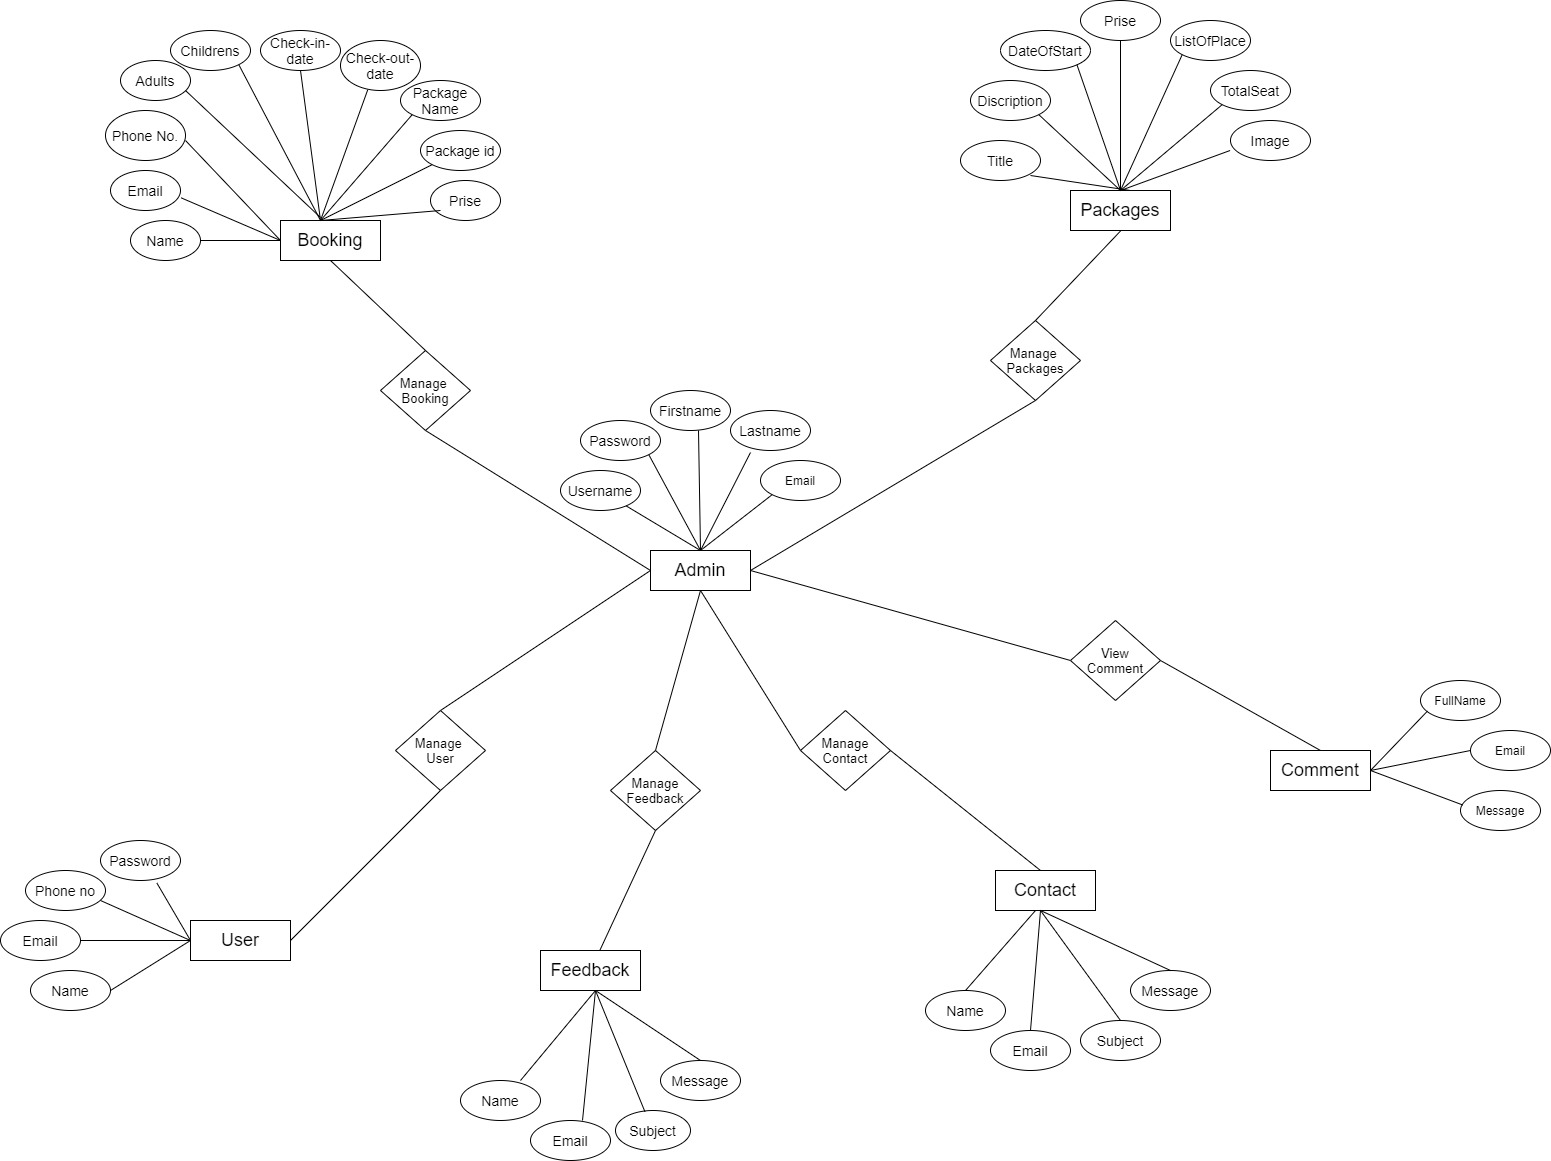 Prise
Childrens
Check-in-
date
Check-out-
date
DateOfStart
ListOfPlace
Adults
Package
Name
Discription
TotalSeat
Phone No.
Package id
Title
Image
Email
Prise
Name
Booking
Packages
Manage
Booking
Manage
Packages
Firstname
Lastname
Password
Username
Email
Admin
View
Comment
Manage
User
Manage
Contact
Manage
Feedback
FullName
Email
Message
Comment
Password
Phone no
Email
Name
User
Contact
Feedback
Name
Email
Subject
Message
Name
Email
Subject
Message